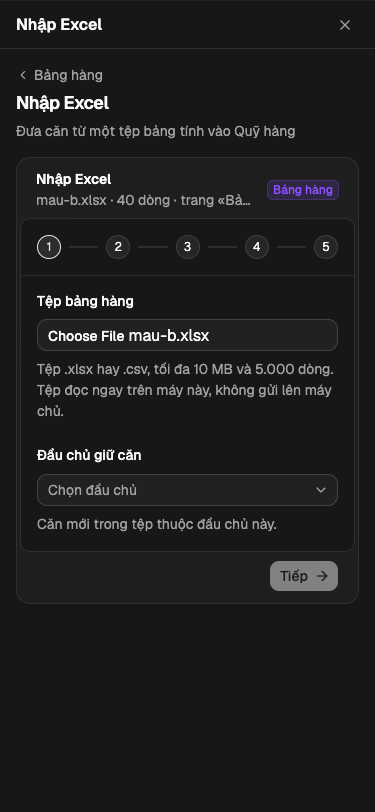 Nhập Excel
Bảng hàng
Nhập Excel
Đưa căn từ một tệp bảng tính vào Quỹ hàng
Nhập Excel
mau-b.xlsx · 40 dòng · trang «Bả...
Bảng hàng
1 2 3 4 5
Tệp bảng hàng
Choose File mau-b.xlsx
Tệp .xlsx hay .csv, tối đa 10 MB và 5.000 dòng.
Tệp đọc ngay trên máy này, không gửi lên máy
chủ.
Đầu chủ giữ căn
Chọn đầu chủ
Căn mới trong tệp thuộc đầu chủ này.
Tiếp